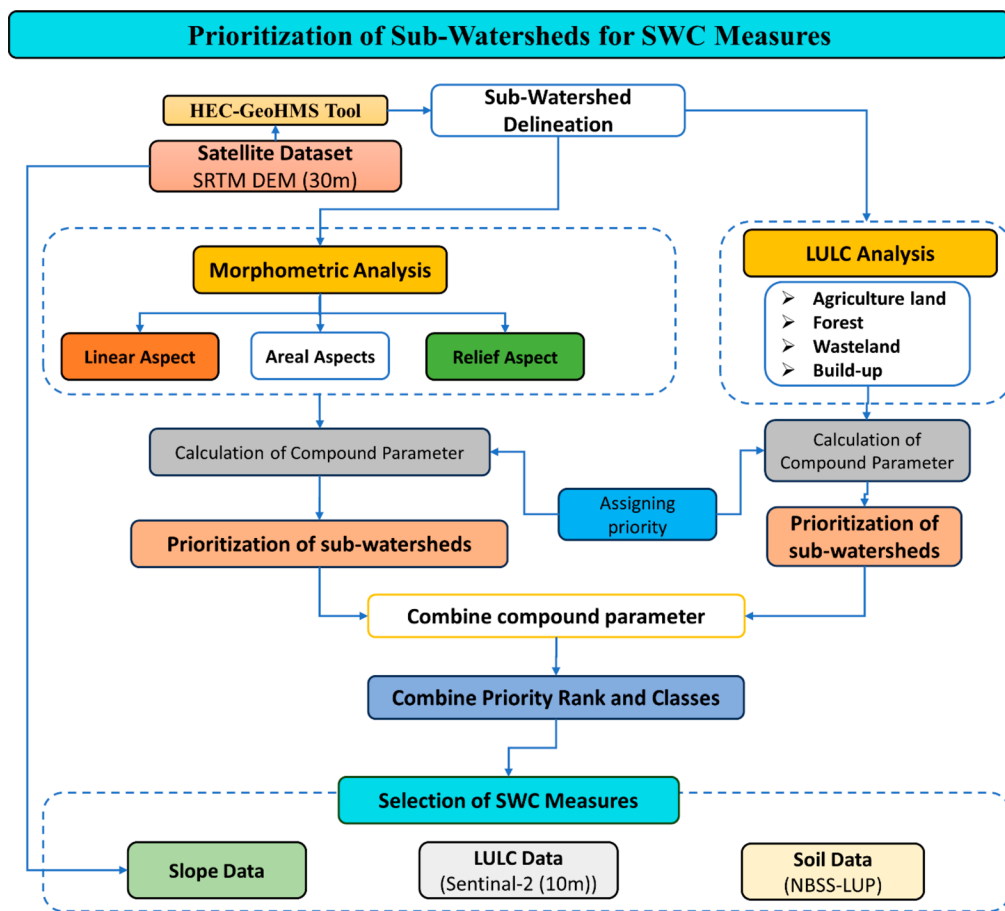 Prioritization of Sub-Watersheds for SWC Measures
HEC-GeoHMS Tool
Sub-Watershed
Delineation
Satellite Dataset
SRTM DEM (30m)
Morphometric Analysis
Linear Aspect
Areal Aspects
Relief Aspect
LULC Analysis
➢ Agriculture land
➢ Forest
➢ Wasteland
➢ Build-up
Calculation of Compound Parameter
Calculation of
Compound Parameter
Assigning
priority
Prioritization of sub-watersheds
Prioritization of
sub-watersheds
Combine compound parameter
Combine Priority Rank and Classes
Selection of SWC Measures
Slope Data
LULC Data
(Sentinal-2 (10m))
Soil Data
(NBSS-LUP)